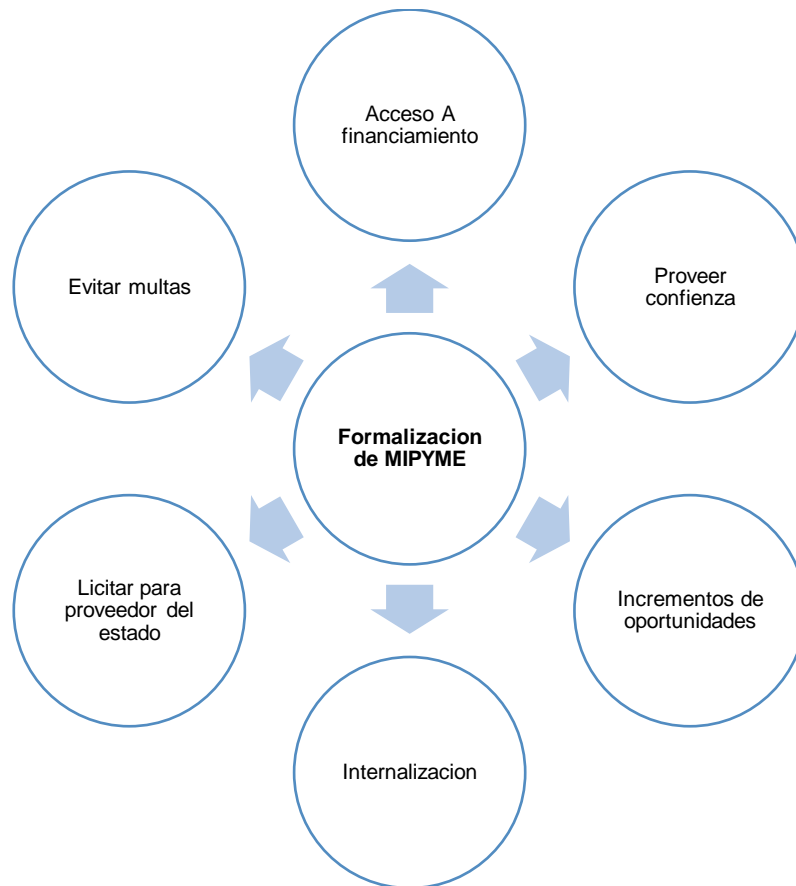 Acceso A
financiamiento
Evitar multas
Proveer
confienza
Formalizacion
de MIPYME
Licitar para
proveedor del
estado
Incrementos de
oportunidades
Internalizacion